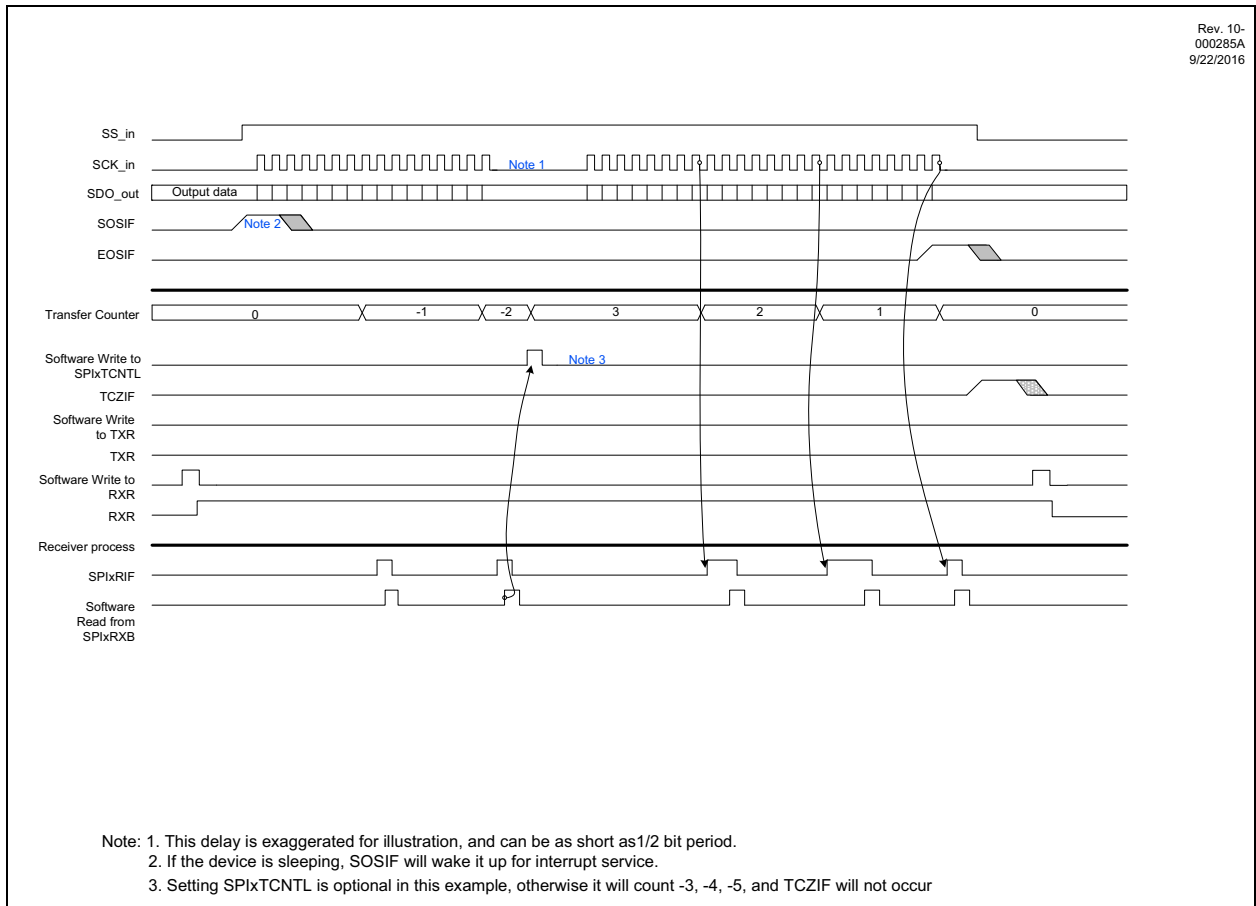 Rev. 10-
000285A
9/22/2016
SS_in
SCK_in
Note 1
SDO_out
Output data
SOSIF
Note 2
EOSIF
Transfer Counter
0 -1 -2 3 2 1 0
Software Write to
SPIxTCNTL
Note 3
TCZIF
Software Write
to TXR
TXR
Software Write to
RXR
RXR
Receiver process
SPIxRIF
Software
Read from
SPIxRXB
Note: 1. This delay is exaggerated for illustration, and can be as short as1/2 bit period.
2. If the device is sleeping, SOSIF will wake it up for interrupt service.
3. Setting SPIxTCNTL is optional in this example, otherwise it will count -3, -4, -5, and TCZIF will not occur